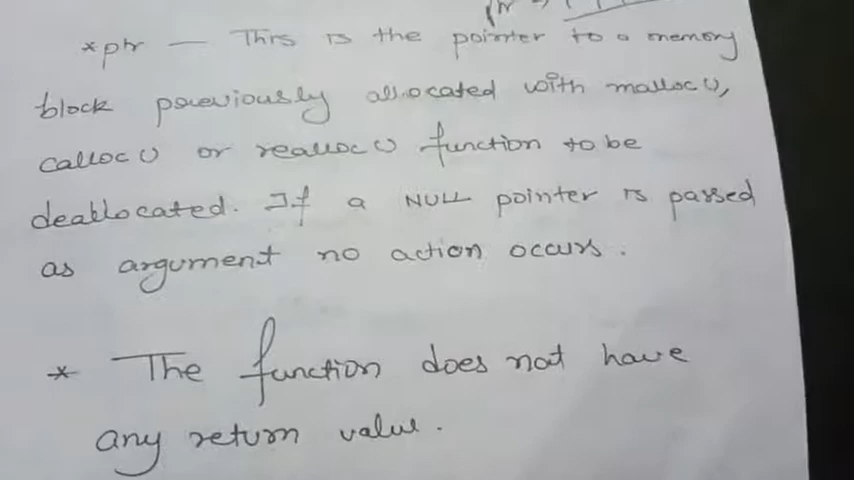 *ptr — This is the pointer to a memory
block previously allocated with malloc(),
calloc() or realloc() function to be
deallocated. If a NULL pointer is passed
as argument no action occurs.
* The function does not have
any return value.